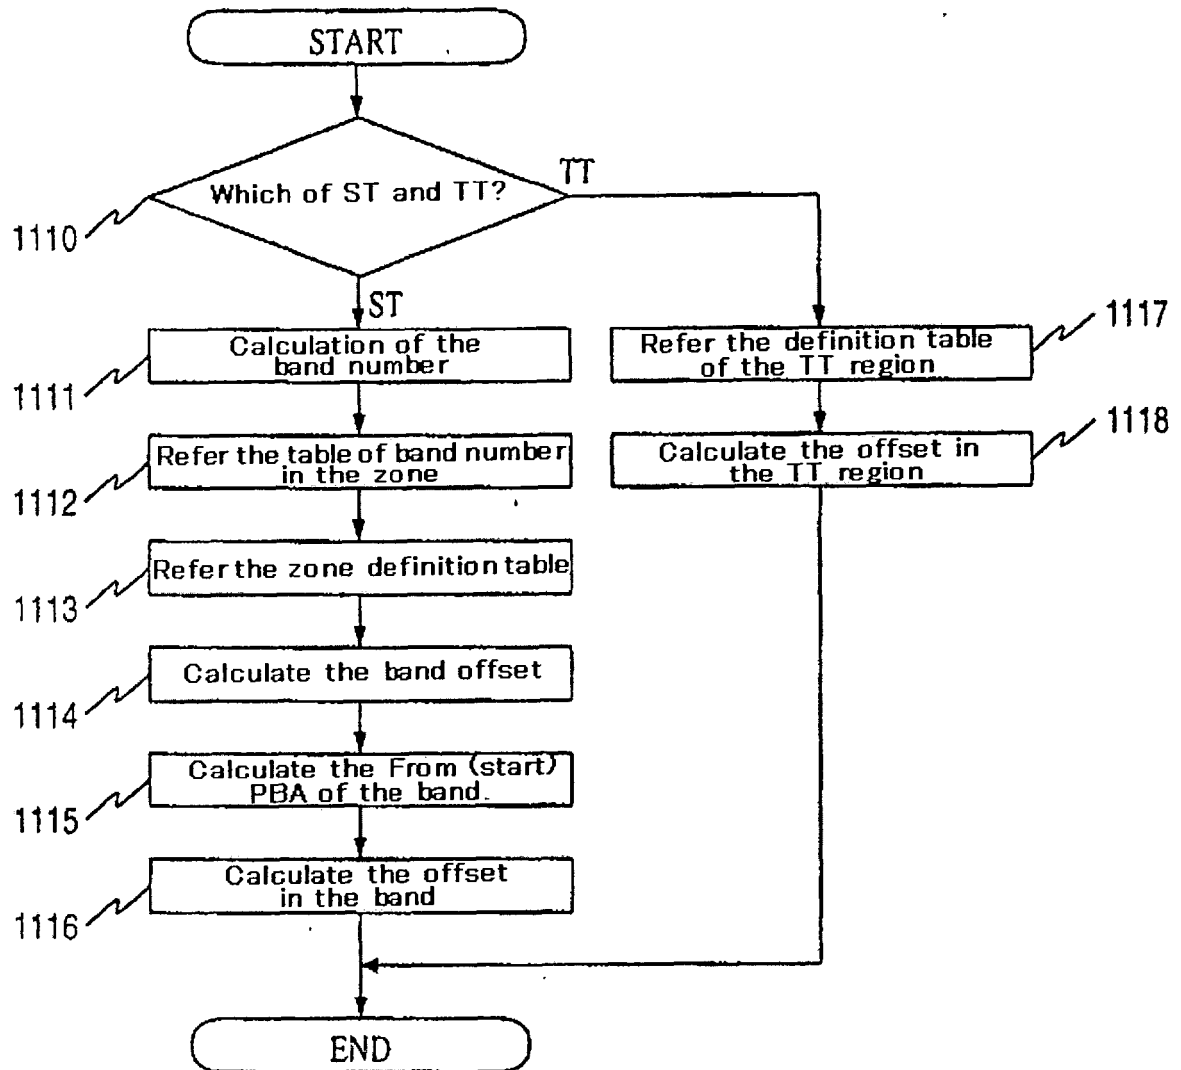 START
Which of ST and TT?
TT
1110
ST
Calculation of the
band number
1111
Refer the definition table
of the TT region
1117
Refer the table of band number
in the zone
1112
Calculate the offset in
the TT region
1118
Refer the zone definition table
1113
Calculate the band offset
1114
Calculate the From (start)
PBA of the band.
1115
Calculate the offset
in the band
1116
END